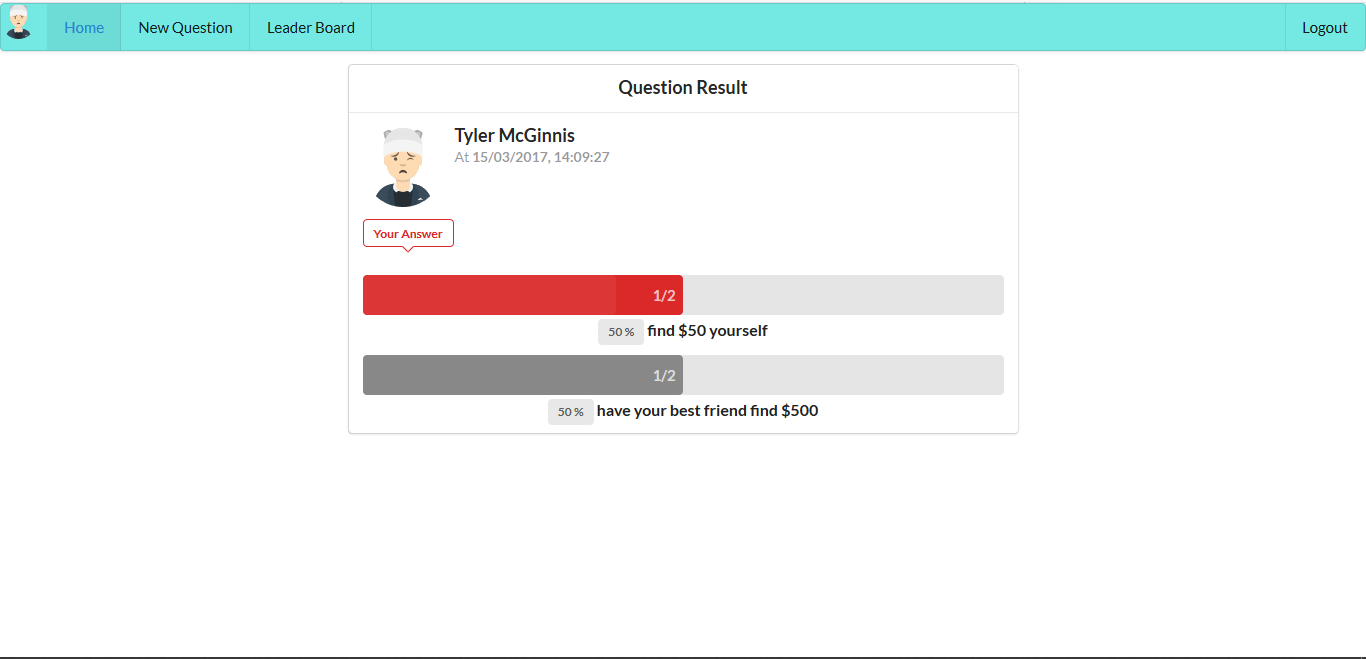 Home New Question Leader Board Logout
Question Result
Tyler McGinnis
At 15/03/2017, 14:09:27
Your Answer
1/2
50 % find $50 yourself
1/2
50 % have your best friend find $500